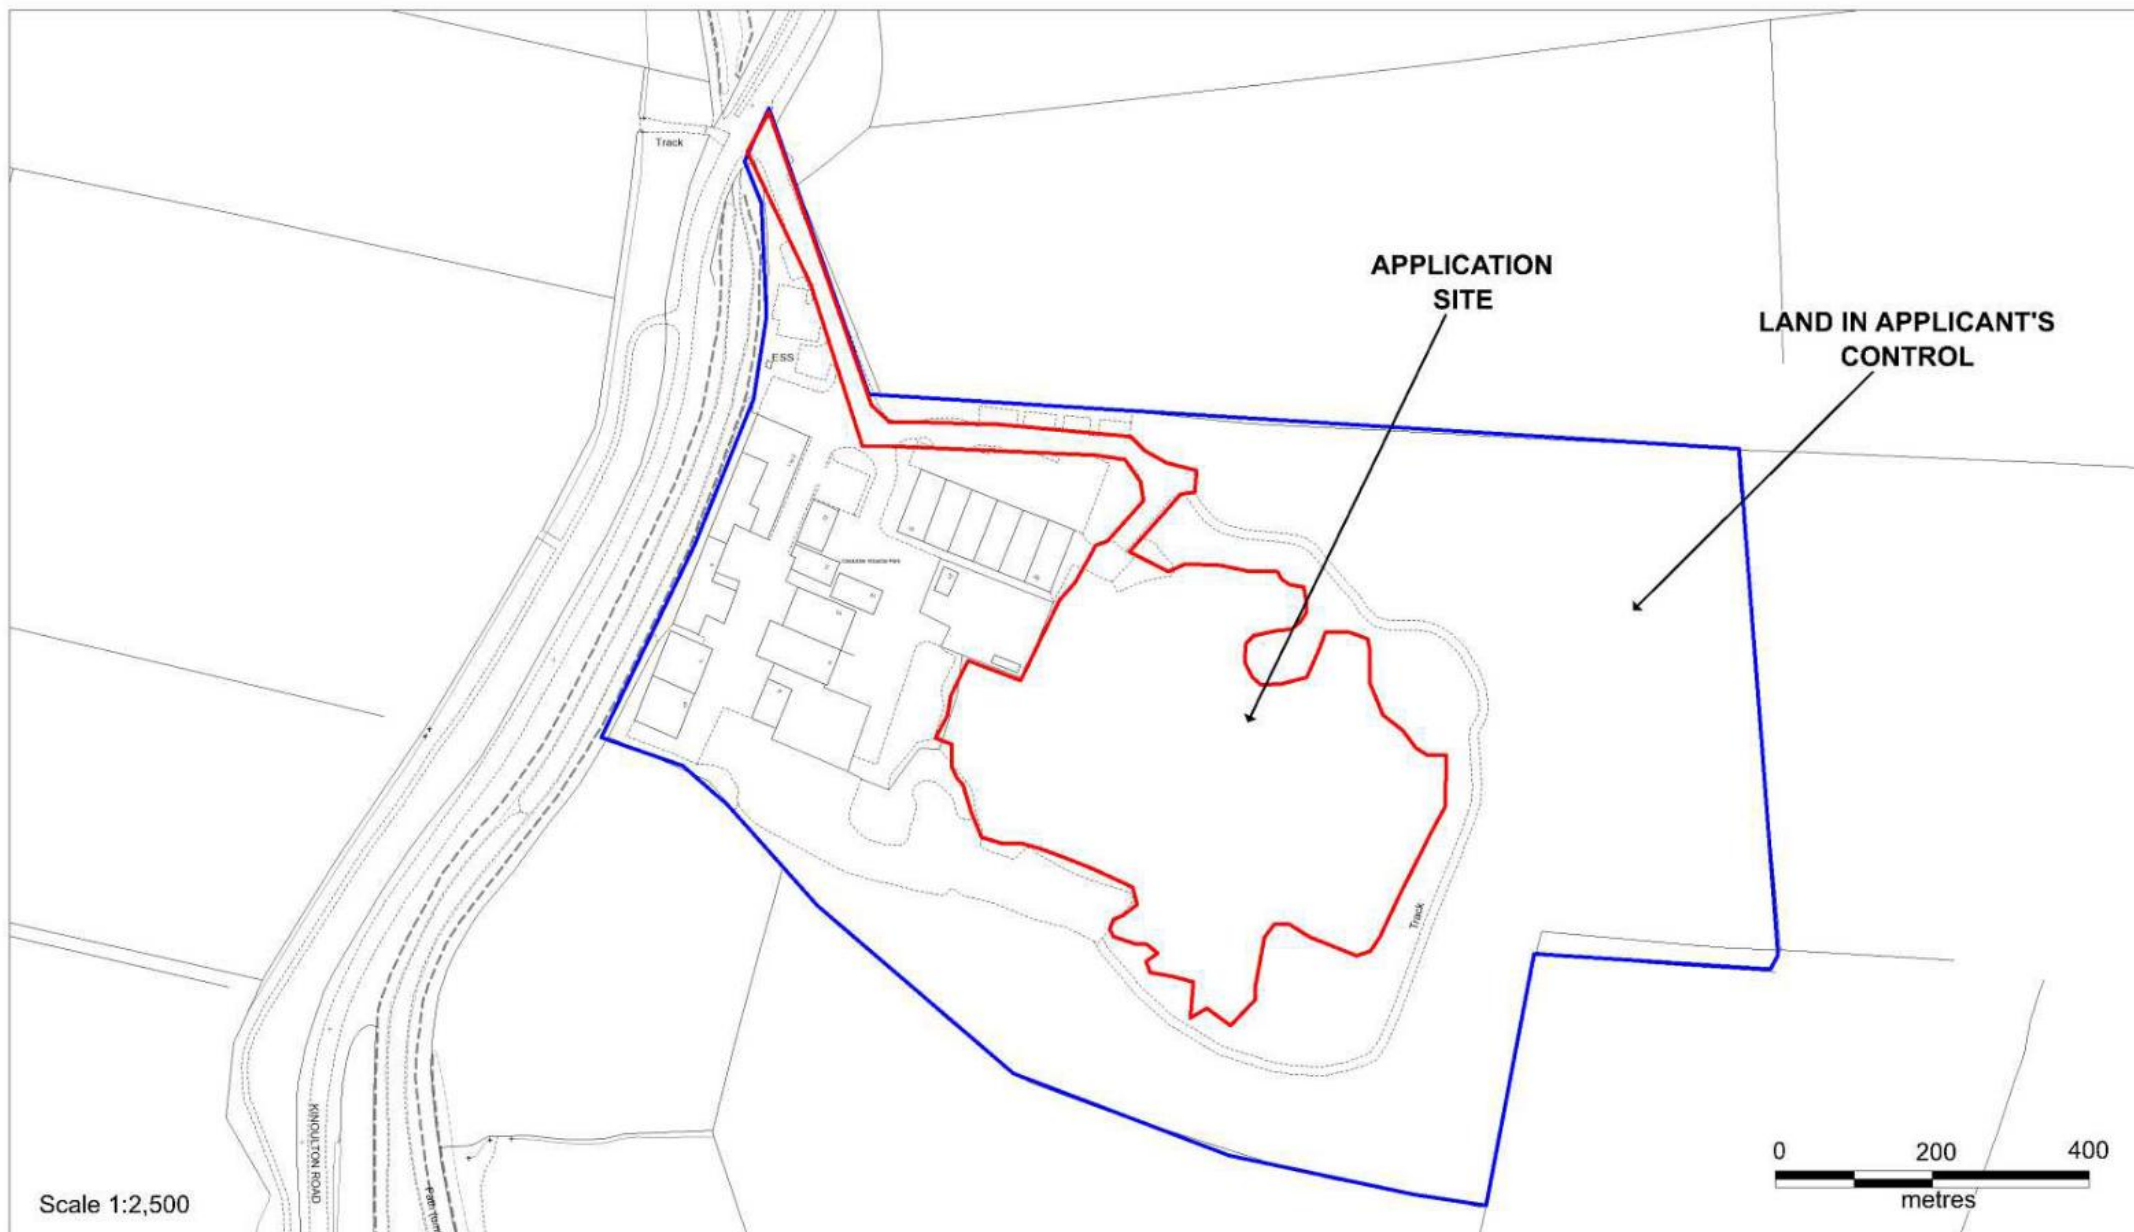 Track
APPLICATION
SITE
LAND IN APPLICANT'S
CONTROL
ESS
Track
KINOULTON ROAD
0 200 400
metres
Scale 1:2,500